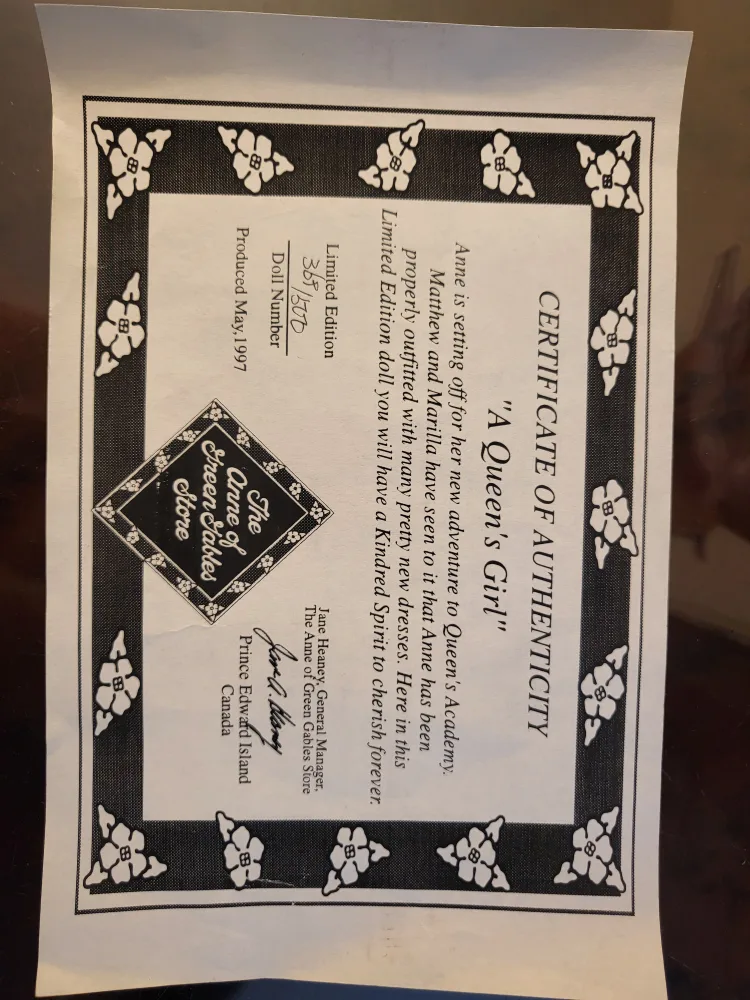 CERTIFICATE OF AUTHENTICITY
"A Queen's Girl"
Anne is setting off for her new adventure to Queen's Academy.
Matthew and Marilla have seen to it that Anne has been
properly outfitted with many pretty new dresses. Here in this
Limited Edition doll you will have a Kindred Spirit to cherish forever.
Limited Edition
369/500
Doll Number
Produced May,1997
The
Anne of
Green Gables
Store
Jane Heaney, General Manager,
The Anne of Green Gables Store
Prince Edward Island
Canada